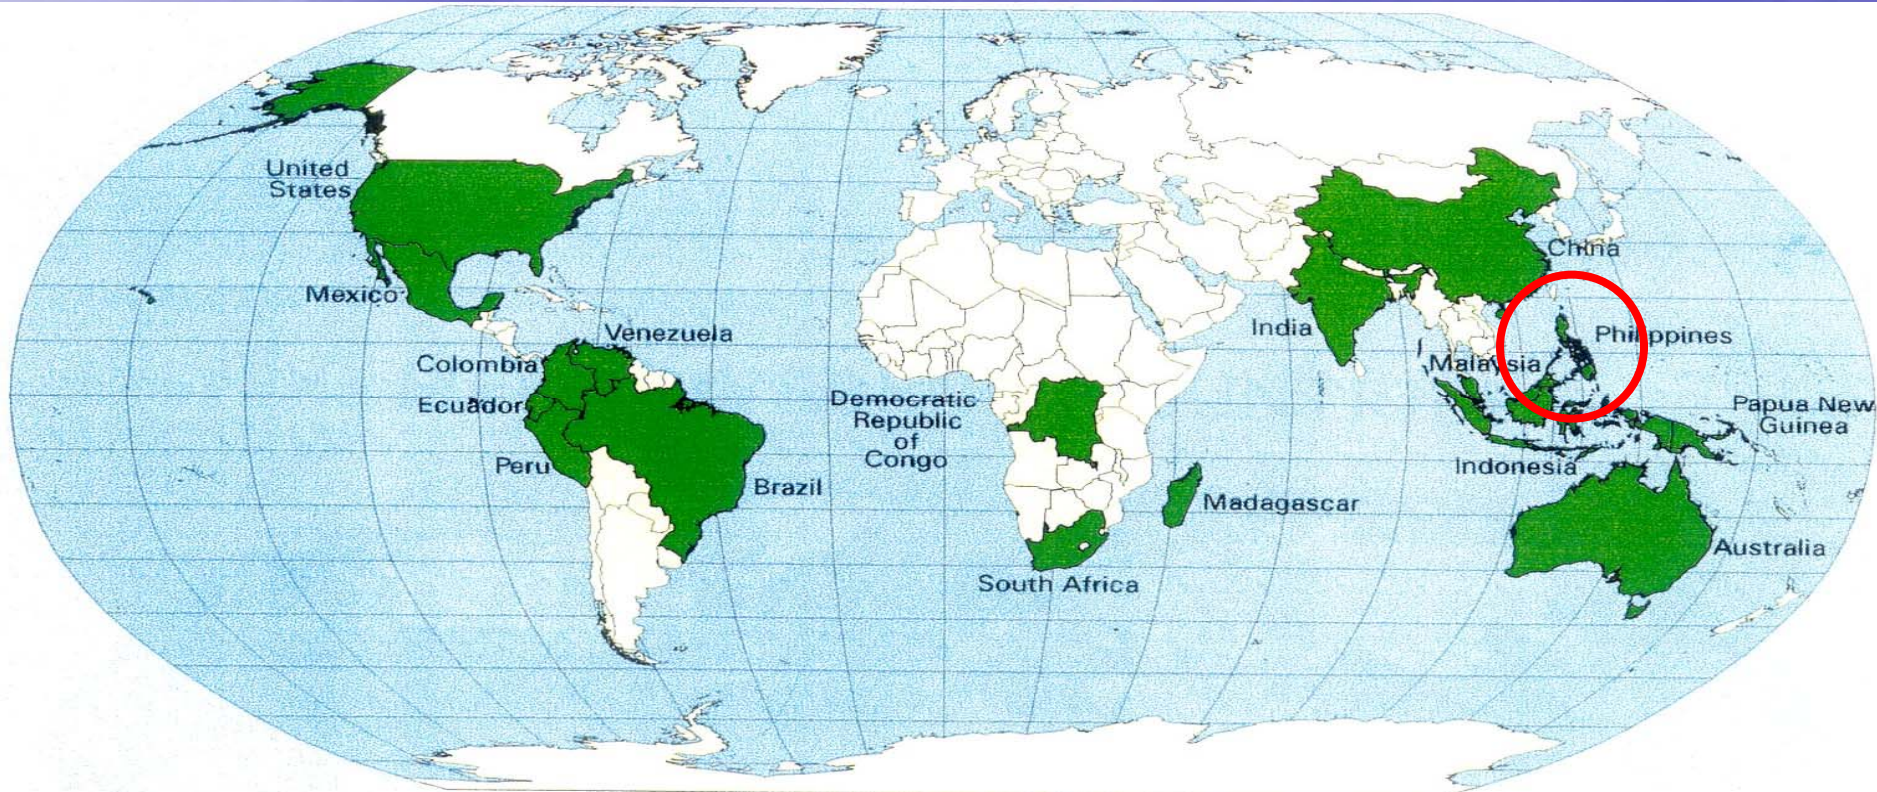 United
States
Mexico
Venezuela
Colombia
Ecuador
Peru
Brazil
Democratic
Republic
of
Congo
South Africa
Madagascar
China
India
Philippines
Malaysia
Papua New
Guinea
Indonesia
Australia